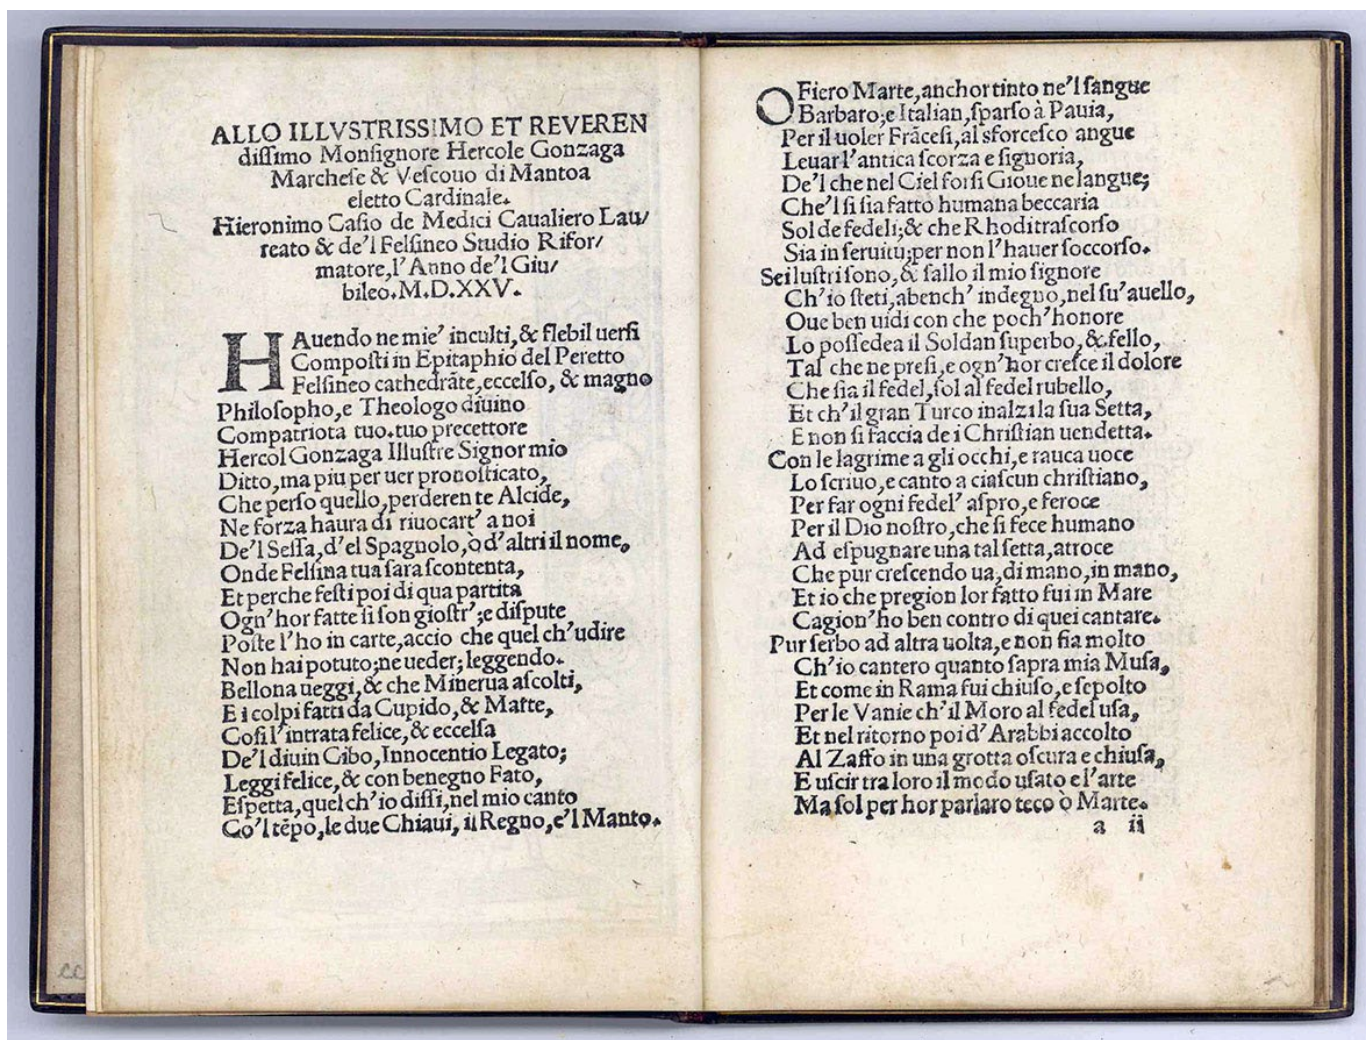 ALLO ILLVSTRISSIMO ET REVEREN
dissimo Monsignore Hercole Gonzaga
Marchese & Vescouo di Mantoa
eletto Cardinale.
Hieronimo Casio de Medici Caualiero Lau/
reato & de'l Felsineo Studio Rifor/
matore, l'Anno de'l Giu/
bileo. M.D.XXV.
HAuendo ne mie' inculti, & flebil uersi
Composti in Epitaphio del Peretto
Felsineo cathedrãte, eccelso, & magno
Philosopho, e Theologo diuino
Compatriota tuo. tuo precettore
Hercol Gonzaga Illustre Signor mio
Ditto, ma piu per uer pronosticato,
Che perso quello, perderen te Alcide,
Ne forza haura di riuocart' a noi
De'l Sessa, d'el Spagnolo, ò d'altri il nome,
Onde Felsina tua sara scontenta,
Et perche festi poi di qua partita
Ogn'hor fatte si son giostr'; e dispute
Poste l'ho in carte, accio che quel ch'udire
Non hai potuto; ne ueder; leggendo.
Bellona ueggi, & che Minerua ascolti,
E i colpi fatti da Cupido, & Matte,
Cosi l'intrata felice, & eccelsa
De'l diuin Cibo, Innocentio Legato;
Leggi felice, & con benegno Fato,
Espetta, quel ch'io dissi, nel mio canto
Co'l tẽpo, le due Chiaui, il Regno, e'l Manto.
O Fiero Marte, anchor tinto ne'l sangue
Barbaro; e Italian, sparso à Pauia,
Per il uoler Frãcesi, al sforcesco angue
Leuar l'antica scorza e signoria,
De'l che nel Ciel forsi Gioue ne langue;
Che'l si sia fatto humana beccaria
Sol de fedeli; & che Rhodi trascorso
Sia in seruitu; per non l'hauer soccorso.
Sei lustri sono, & sallo il mio signore
Ch'io steti, abench' indegno, nel su'auello,
Oue ben uidi con che poch'honore
Lo possedea il Soldan superbo, & fello,
Tal che ne presi, e ogn'hor cresce il dolore
Che sia il fedel, sol al fedel rubello,
Et ch'il gran Turco inalzi la sua Setta,
E non si faccia de i Christian uendetta.
Con le lagrime a gli occhi, e rauca uoce
Lo scriuo, e canto a ciascun christiano,
Per far ogni fedel' aspro, e feroce
Per il Dio nostro, che si fece humano
Ad espugnare una tal setta, atroce
Che pur crescendo ua, di mano, in mano,
Et io che pregion lor fatto fui in Mare
Cagion'ho ben contro di quei cantare.
Pur serbo ad altra uolta, e non fia molto
Ch'io cantero quanto sapra mia Musa,
Et come in Rama fui chiuso, e sepolto
Per le Vanie ch'il Moro al fedel usa,
Et nel ritorno poi d'Arabbi accolto
Al Zaffo in una grotta oscura e chiusa,
E uscir tra loro il modo usato e l'arte
Ma sol per hor parlaro teco ò Marte.
a ii
cc